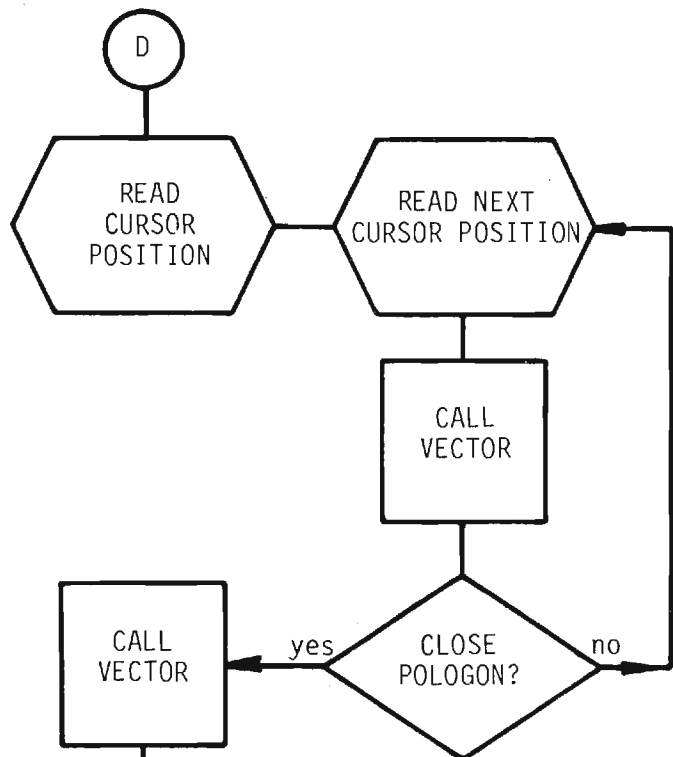 D
READ
CURSOR
POSITION
READ NEXT
CURSOR POSITION
CALL
VECTOR
CLOSE
POLOGON?
yes
no
CALL
VECTOR